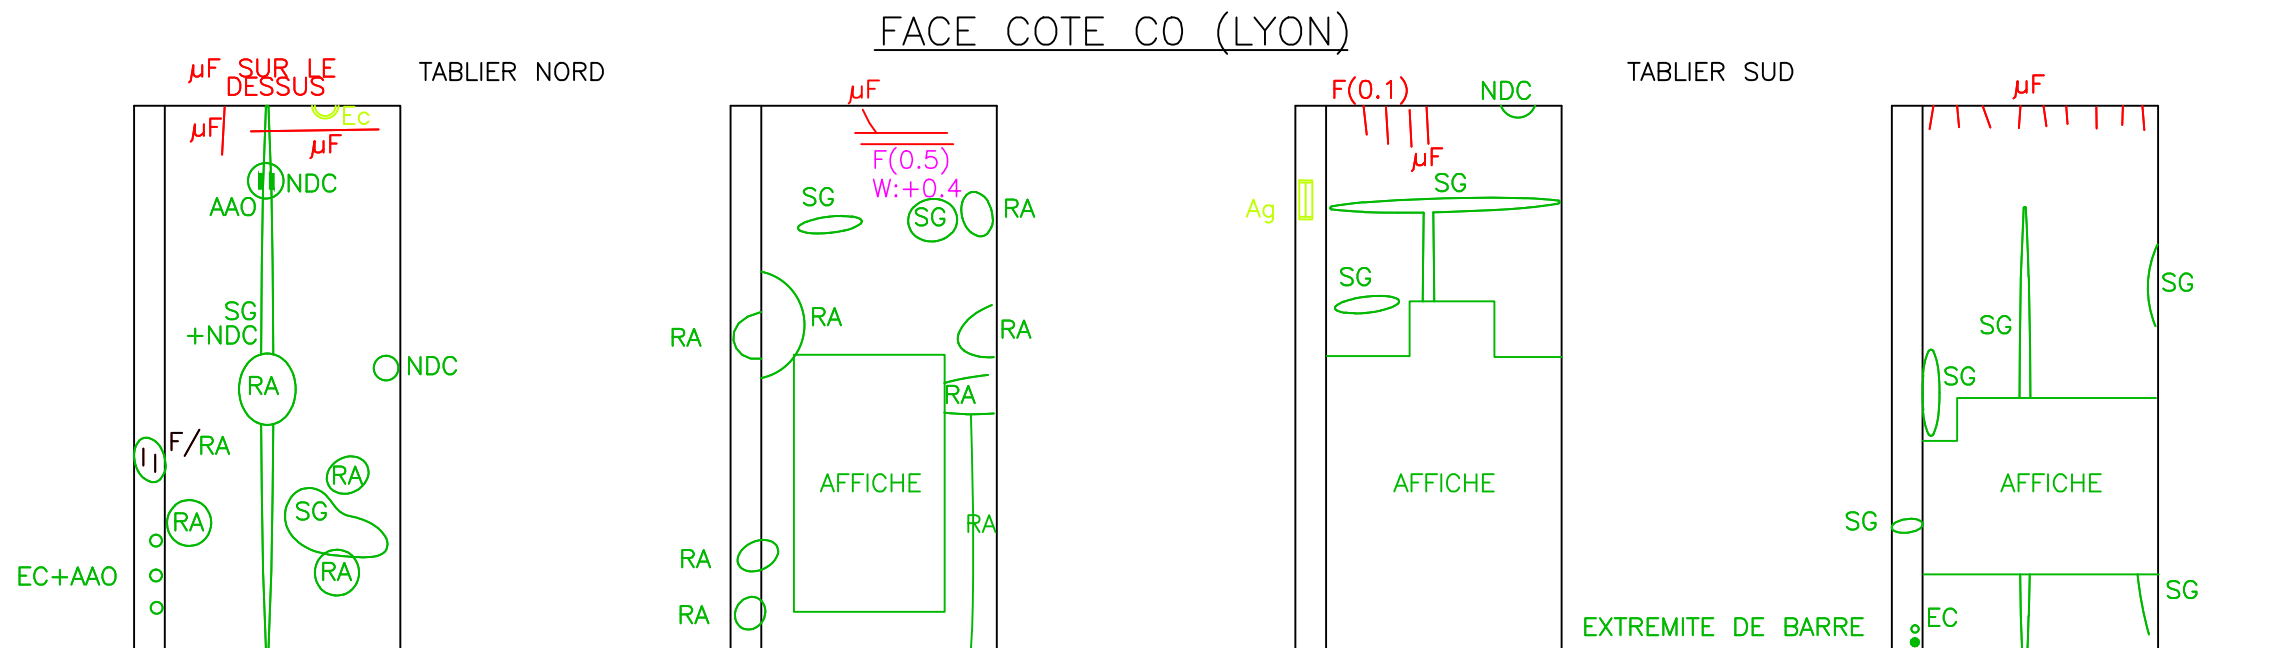 FACE COTE CO (LYON)
TABLIER NORD
TABLIER SUD
µF SUR LE
DESSUS
µF
Ec
µF
NDC
AAO
SG
+NDC
RA
NDC
F/RA
RA
RA
SG
RA
EC+AAO
µF
F(0.5)
W:+0.4
SG
SG
RA
RA
RA
RA
RA
AFFICHE
RA
RA
RA
F(0.1)
NDC
µF
SG
Ag
SG
AFFICHE
EXTREMITE DE BARRE
µF
SG
SG
SG
AFFICHE
SG
SG
EC